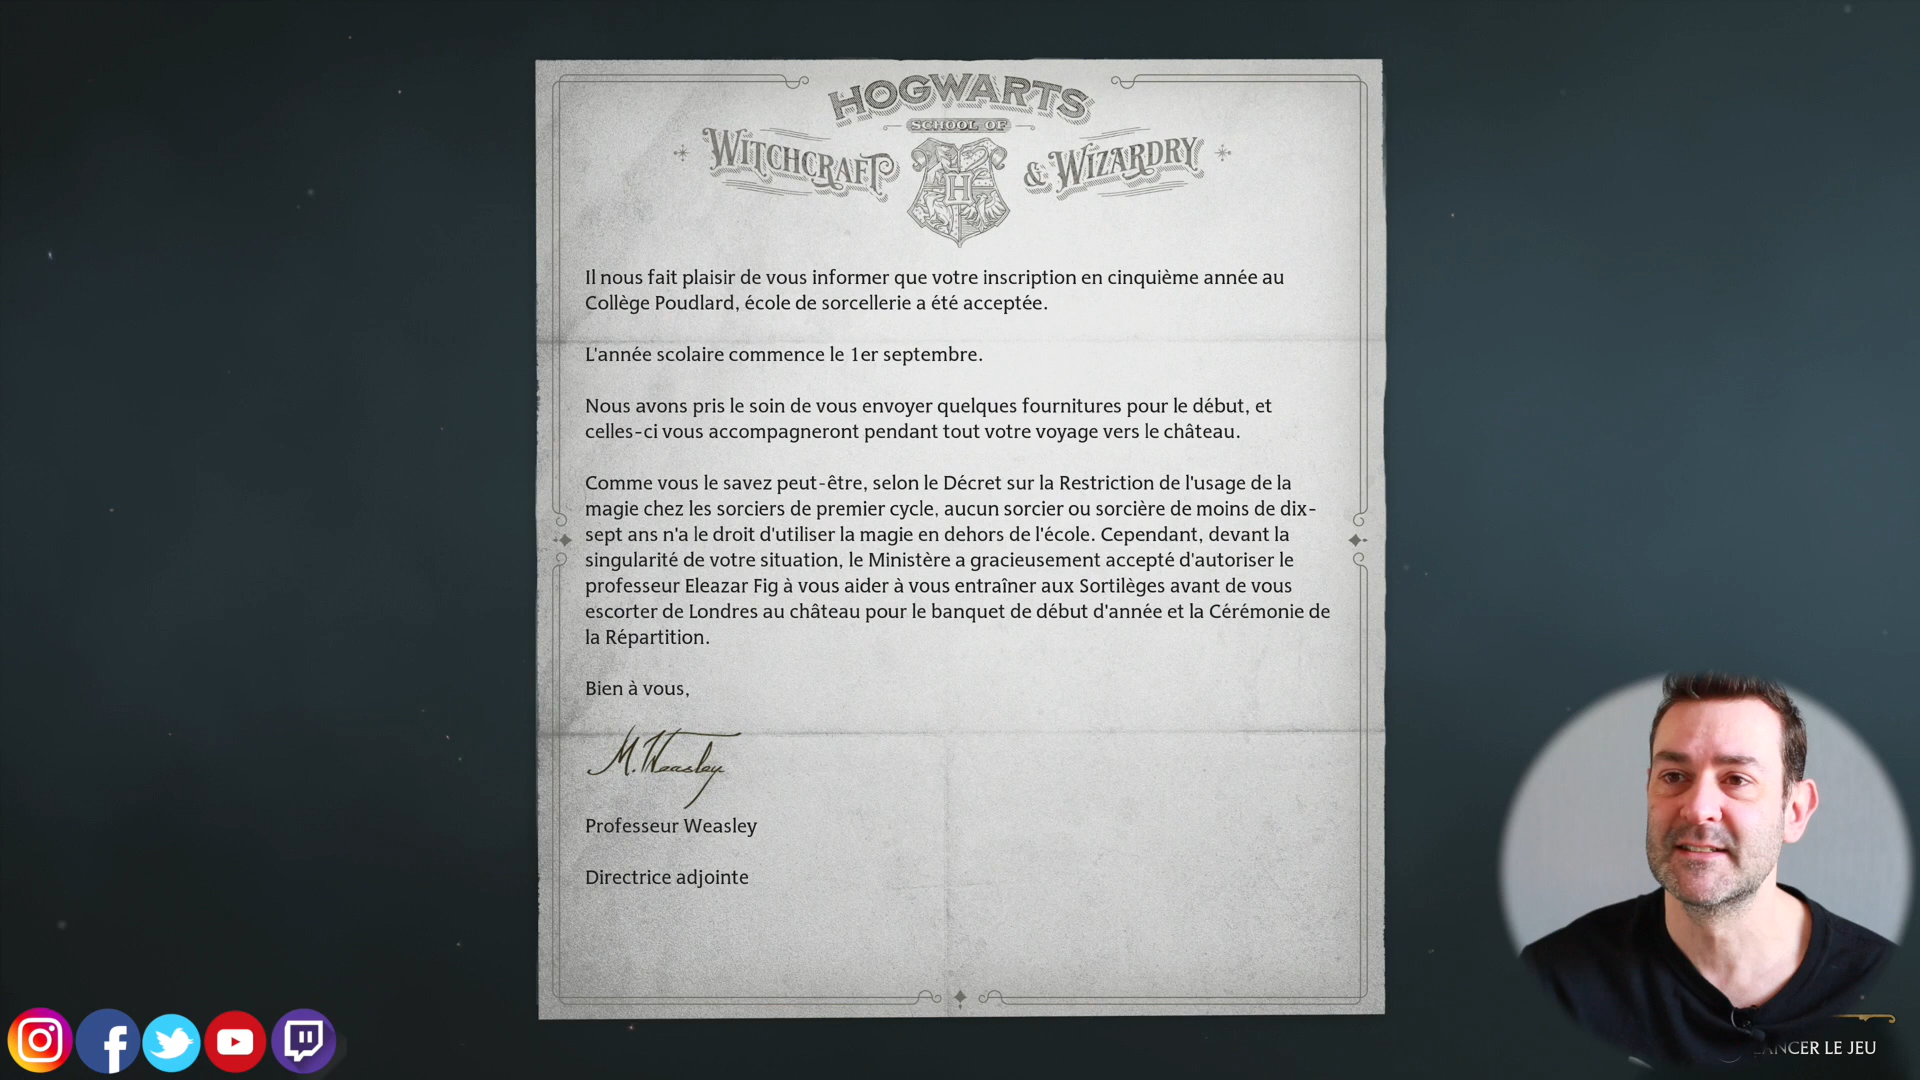 HOGWARTS
SCHOOL OF
WITCHCRAFT & WIZARDRY
H
Il nous fait plaisir de vous informer que votre inscription en cinquième année au
Collège Poudlard, école de sorcellerie a été acceptée.
L'année scolaire commence le 1er septembre.
Nous avons pris le soin de vous envoyer quelques fournitures pour le début, et
celles-ci vous accompagneront pendant tout votre voyage vers le château.
Comme vous le savez peut-être, selon le Décret sur la Restriction de l'usage de la
magie chez les sorciers de premier cycle, aucun sorcier ou sorcière de moins de dix-
sept ans n'a le droit d'utiliser la magie en dehors de l'école. Cependant, devant la
singularité de votre situation, le Ministère a gracieusement accepté d'autoriser le
professeur Eleazar Fig à vous aider à vous entraîner aux Sortilèges avant de vous
escorter de Londres au château pour le banquet de début d'année et la Cérémonie de
la Répartition.
Bien à vous,
M. Weasley
Professeur Weasley
Directrice adjointe
LANCER LE JEU